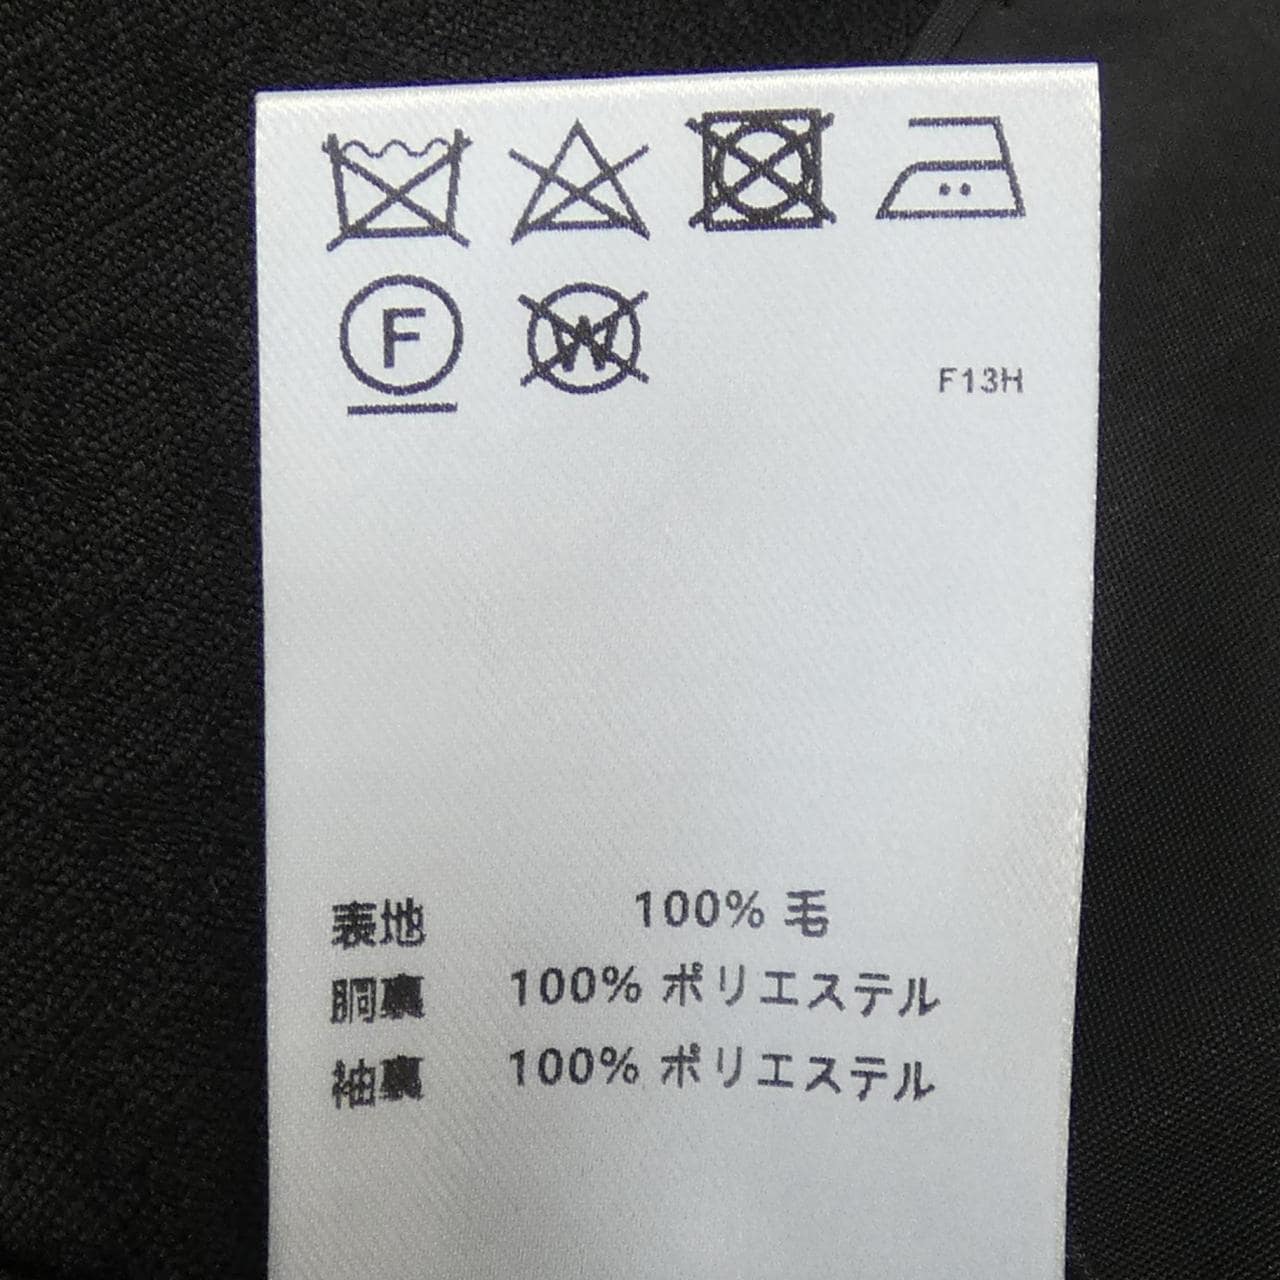 F W
F13H
表地 100% 毛
胴裏 100% ポリエステル
袖裏 100% ポリエステル